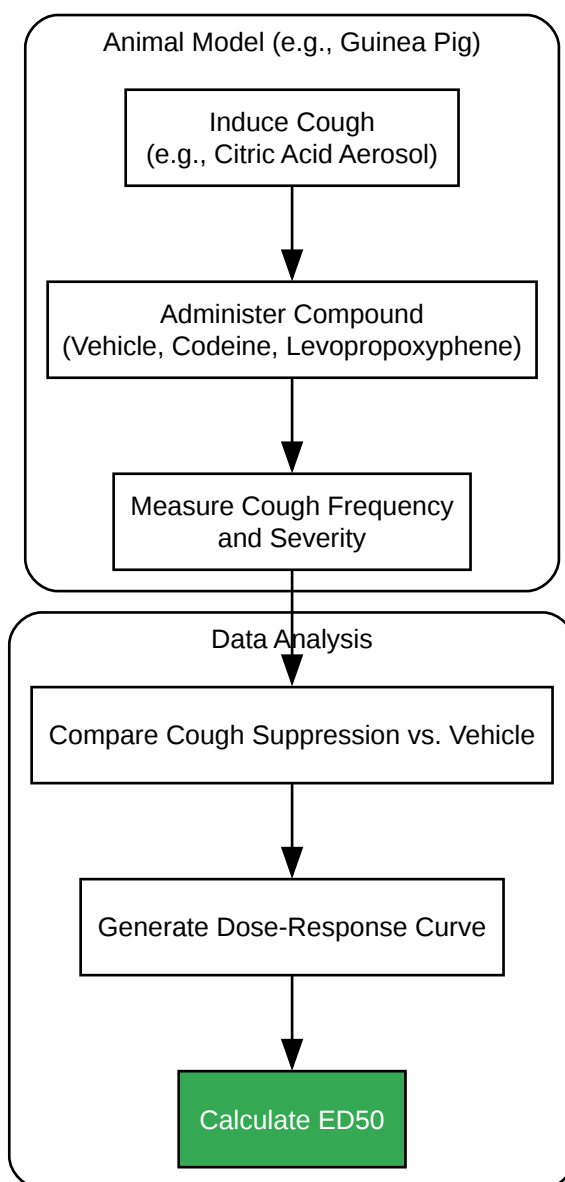 Animal Model (e.g., Guinea Pig)
Induce Cough
(e.g., Citric Acid Aerosol)
Administer Compound
(Vehicle, Codeine, Levopropoxyphene)
Measure Cough Frequency
and Severity
Data Analysis
Compare Cough Suppression vs. Vehicle
Generate Dose-Response Curve
Calculate ED50